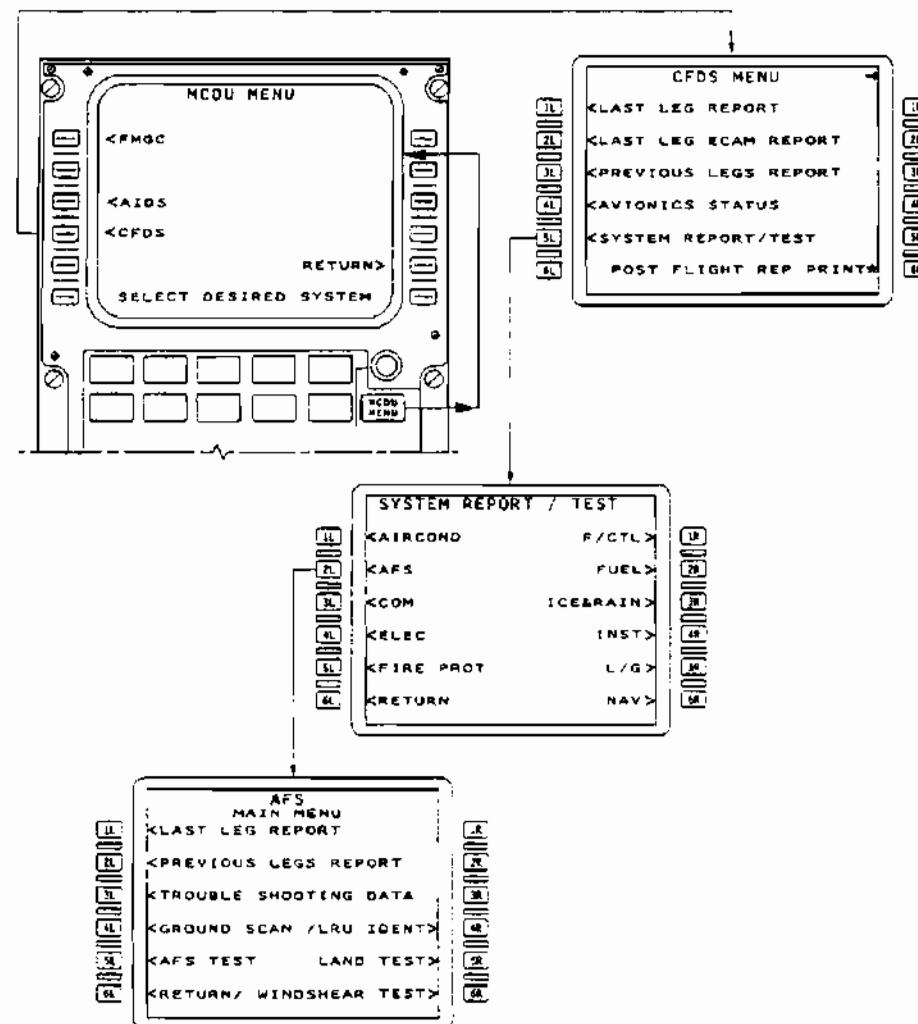 MCDU MENU
<FMGC
<AIDS
<CFDS
RETURN>
SELECT DESIRED SYSTEM
MCDU
MENU
CFDS MENU
1L <LAST LEG REPORT
2L <LAST LEG ECAM REPORT
3L <PREVIOUS LEGS REPORT
4L <AVIONICS STATUS
5L <SYSTEM REPORT/TEST
6L POST FLIGHT REP PRINT*
SYSTEM REPORT / TEST
1L <AIRCOND F/CTL> 1R
2L <AFS FUEL> 2R
3L <COM ICE&RAIN> 3R
4L <ELEC INST> 4R
5L <FIRE PROT L/G> 5R
6L <RETURN NAV> 6R
AFS
MAIN MENU
1L <LAST LEG REPORT 1R
2L <PREVIOUS LEGS REPORT 2R
3L <TROUBLE SHOOTING DATA 3R
4L <GROUND SCAN /LRU IDENT> 4R
5L <AFS TEST LAND TEST> 5R
6L <RETURN/ WINDSHEAR TEST> 6R